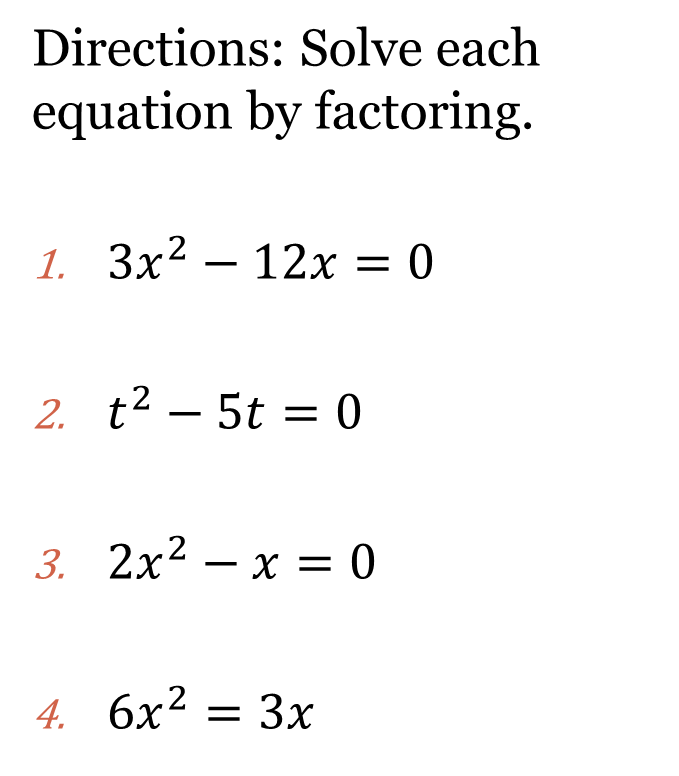 Directions: Solve each
equation by factoring.
1. 3x² − 12x = 0
2. t² − 5t = 0
3. 2x² − x = 0
4. 6x² = 3x